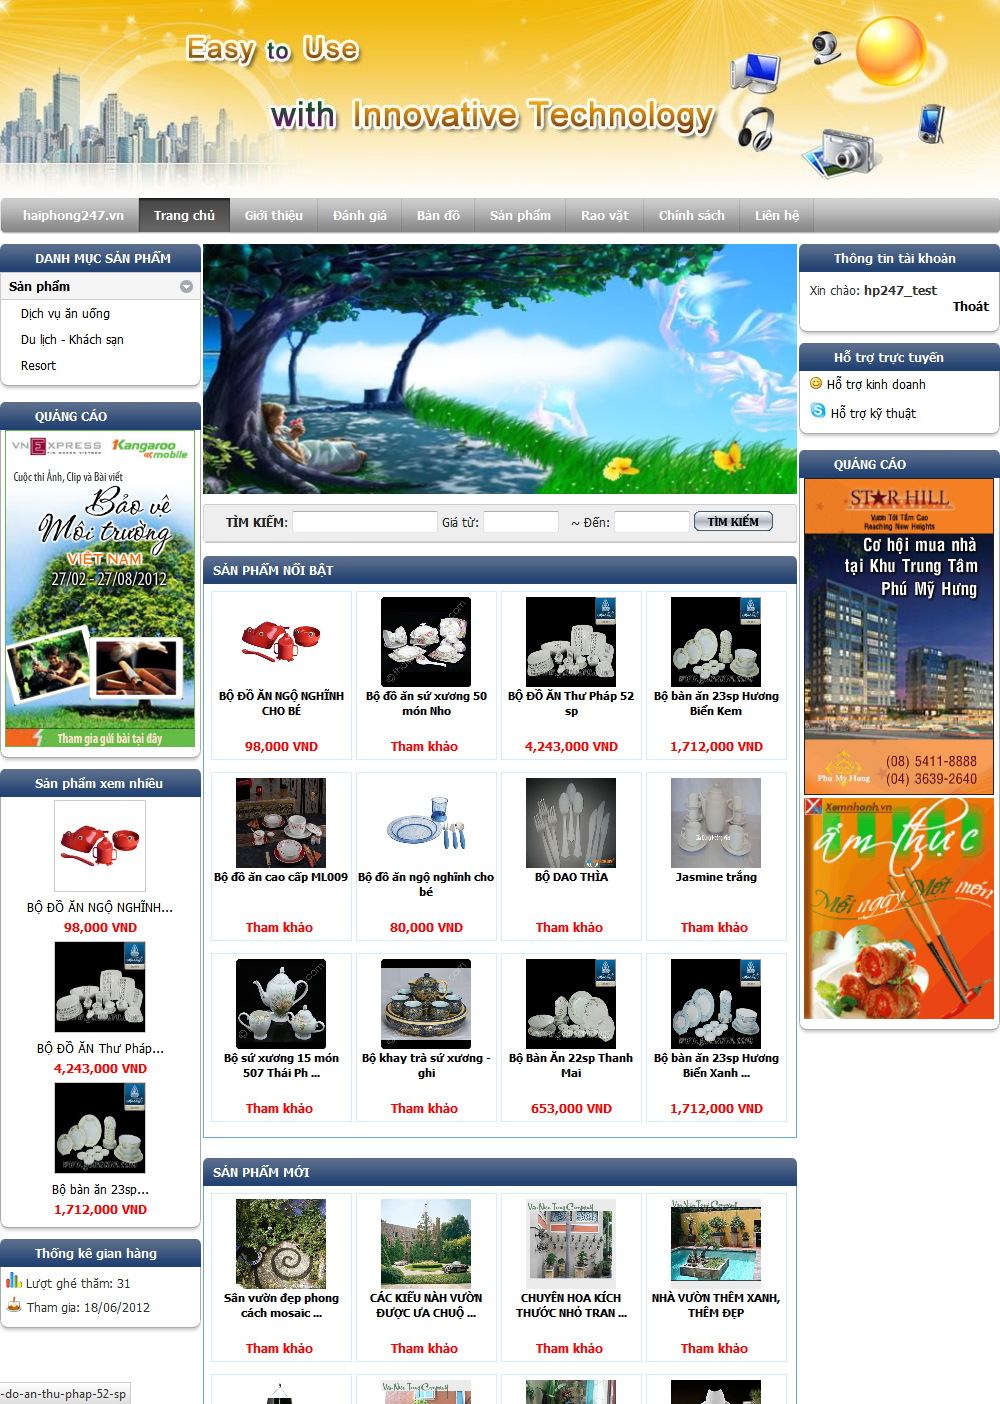 Easy to Use
with Innovative Technology
haiphong247.vn
Trang chủ
Giới thiệu
Đánh giá
Bản đồ
Sản phẩm
Rao vặt
Chính sách
Liên hệ
DANH MỤC SẢN PHẨM
Sản phẩm
Dịch vụ ăn uống
Du lịch - Khách sạn
Resort
QUẢNG CÁO
VNEXPRESS
Kangaroo
mobile
Cuộc thi Ảnh, Clip và Bài viết
Bảo vệ
Môi trường
VIỆT NAM
27/02 - 27/08/2012
Tham gia gửi bài tại đây
Sản phẩm xem nhiều
BỘ ĐỒ ĂN NGỘ NGHĨNH...
98,000 VND
BỘ ĐỒ ĂN Thư Pháp...
4,243,000 VND
Bộ bàn ăn 23sp...
1,712,000 VND
Thống kê gian hàng
Lượt ghé thăm: 31
Tham gia: 18/06/2012
-do-an-thu-phap-52-sp
TÌM KIẾM:
Giá từ:
~ Đến:
TÌM KIẾM
SẢN PHẨM NỔI BẬT
BỘ ĐỒ ĂN NGỘ NGHĨNH
CHO BÉ
98,000 VND
Bộ đồ ăn sứ xương 50
món Nho
Tham khảo
BỘ ĐỒ ĂN Thư Pháp 52
sp
4,243,000 VND
Bộ bàn ăn 23sp Hương
Biển Kem
1,712,000 VND
Bộ đồ ăn cao cấp ML009
Tham khảo
Bộ đồ ăn ngộ nghĩnh cho
bé
80,000 VND
BỘ DAO THÌA
Tham khảo
Jasmine trắng
Tham khảo
Bộ sứ xương 15 món
507 Thái Ph ...
Tham khảo
Bộ khay trà sứ xương -
ghi
Tham khảo
Bộ Bàn Ăn 22sp Thanh
Mai
653,000 VND
Bộ bàn ăn 23sp Hương
Biển Xanh ...
1,712,000 VND
SẢN PHẨM MỚI
Sân vườn đẹp phong
cách mosaic ...
Tham khảo
CÁC KIỂU NÀH VƯỜN
ĐƯỢC ƯA CHUỘ ...
Tham khảo
CHUYÊN HOA KÍCH
THƯỚC NHỎ TRAN ...
Tham khảo
NHÀ VƯỜN THÊM XANH,
THÊM ĐẸP
Tham khảo
Thông tin tài khoản
Xin chào: hp247_test
Thoát
Hỗ trợ trực tuyến
Hỗ trợ kinh doanh
Hỗ trợ kỹ thuật
QUẢNG CÁO
STAR HILL
Vươn Tới Tầm Cao
Reaching New Heights
Cơ hội mua nhà
tại Khu Trung Tâm
Phú Mỹ Hưng
Phu My Hung
(08) 5411-8888
(04) 3639-2640
Xemnhanh.vn
ẩm thực
Mỗi ngày Một món